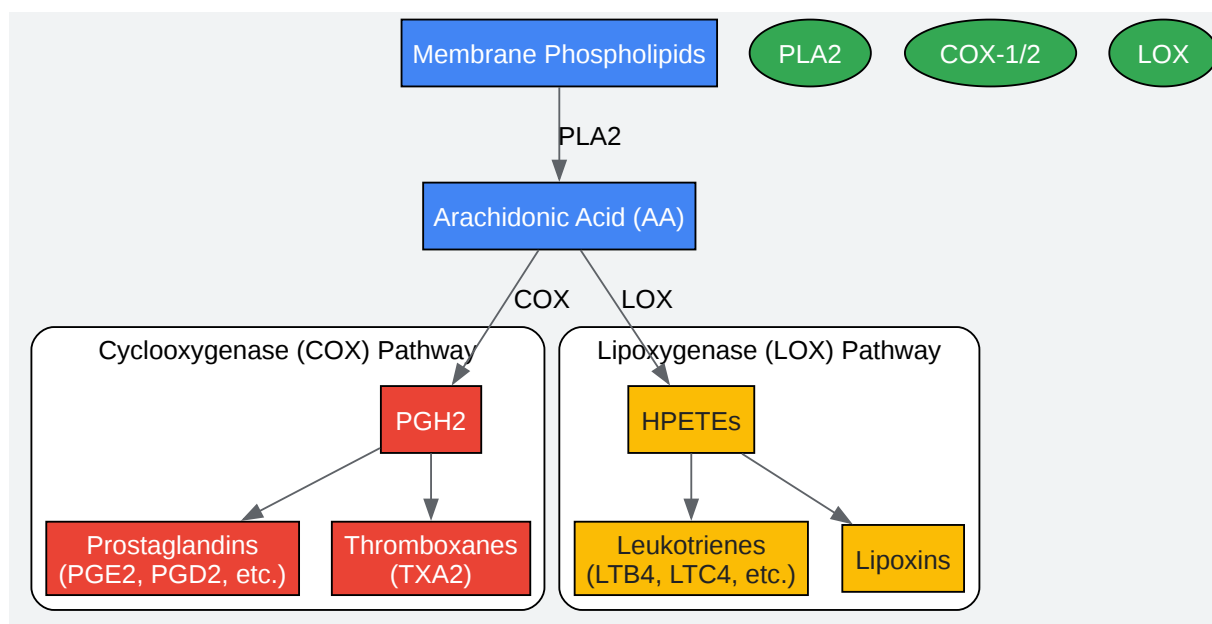 Membrane Phospholipids
PLA2
COX-1/2
LOX
PLA2
Arachidonic Acid (AA)
COX
LOX
Cyclooxygenase (COX) Pathway
Lipoxygenase (LOX) Pathway
PGH2
HPETEs
Prostaglandins
(PGE2, PGD2, etc.)
Thromboxanes
(TXA2)
Leukotrienes
(LTB4, LTC4, etc.)
Lipoxins